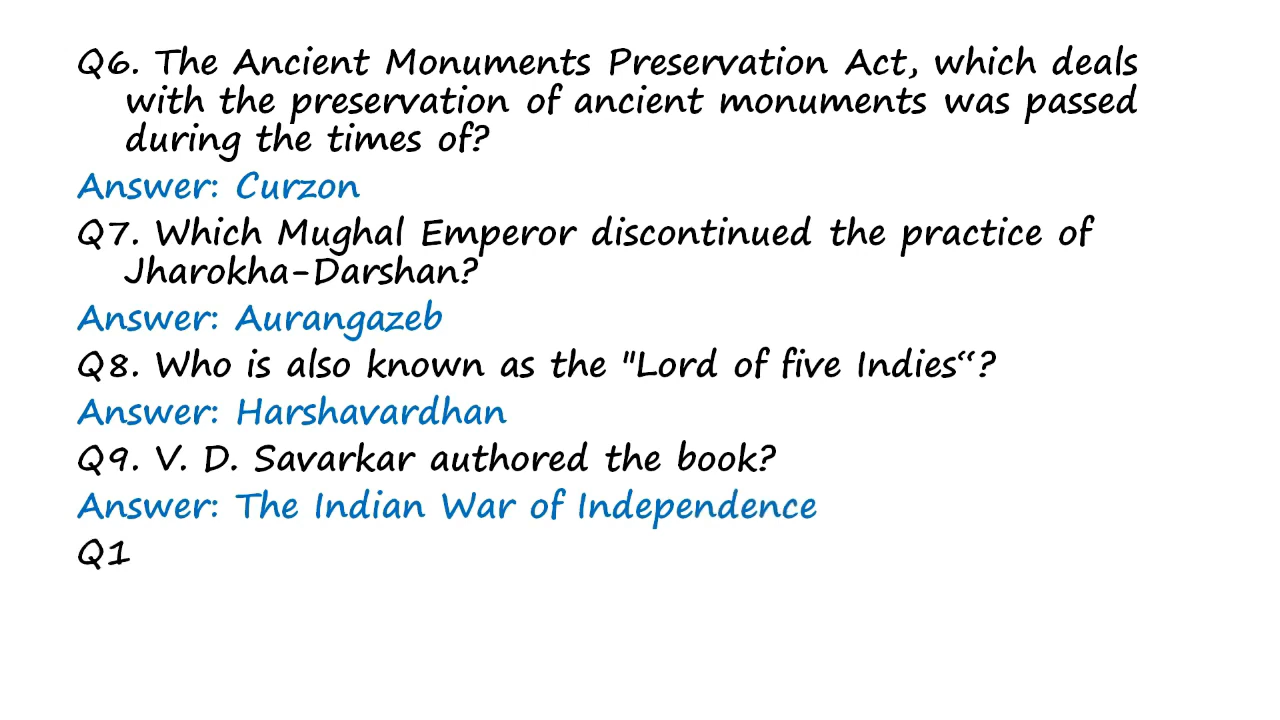 Q6. The Ancient Monuments Preservation Act, which deals
with the preservation of ancient monuments was passed
during the times of?
Answer: Curzon
Q7. Which Mughal Emperor discontinued the practice of
Jharokha-Darshan?
Answer: Aurangazeb
Q8. Who is also known as the "Lord of five Indies“?
Answer: Harshavardhan
Q9. V. D. Savarkar authored the book?
Answer: The Indian War of Independence
Q1